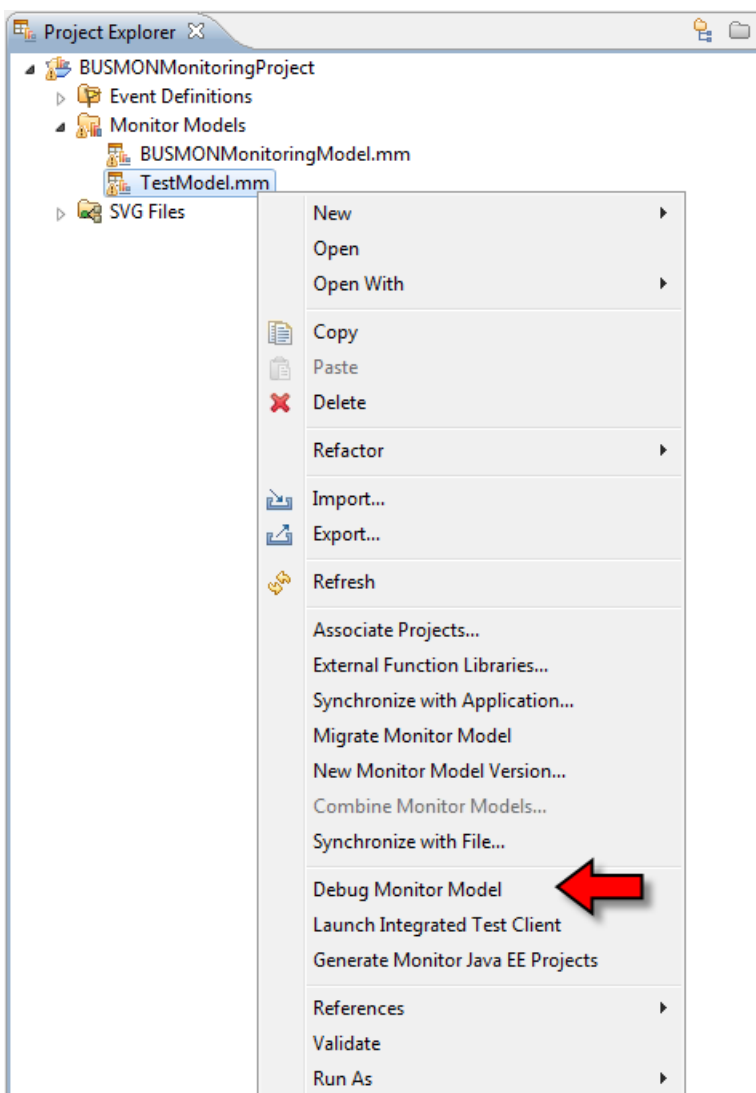 Project Explorer
BUSMONMonitoringProject
Event Definitions
Monitor Models
BUSMONMonitoringModel.mm
TestModel.mm
SVG Files
New
Open
Open With
Copy
Paste
Delete
Refactor
Import...
Export...
Refresh
Associate Projects...
External Function Libraries...
Synchronize with Application...
Migrate Monitor Model
New Monitor Model Version...
Combine Monitor Models...
Synchronize with File...
Debug Monitor Model
Launch Integrated Test Client
Generate Monitor Java EE Projects
References
Validate
Run As